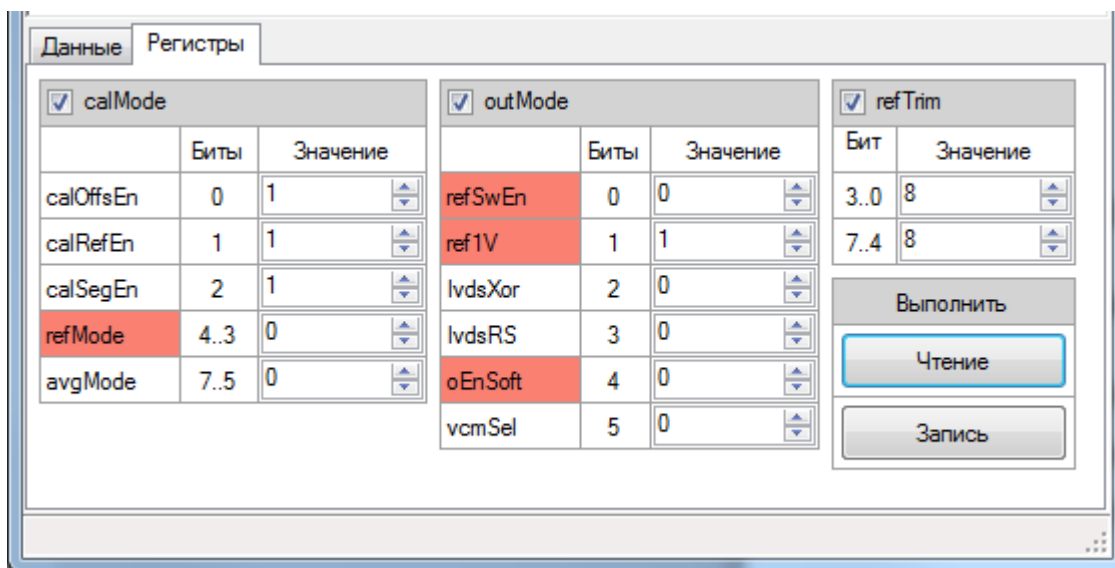 Данные Регистры
calMode
Биты Значение
calOffsEn 0 1
calRefEn 1 1
calSegEn 2 1
refMode 4..3 0
avgMode 7..5 0
outMode
Биты Значение
refSwEn 0 0
ref1V 1 1
lvdsXor 2 0
lvdsRS 3 0
oEnSoft 4 0
vcmSel 5 0
refTrim
Бит Значение
3..0 8
7..4 8
Выполнить
Чтение
Запись